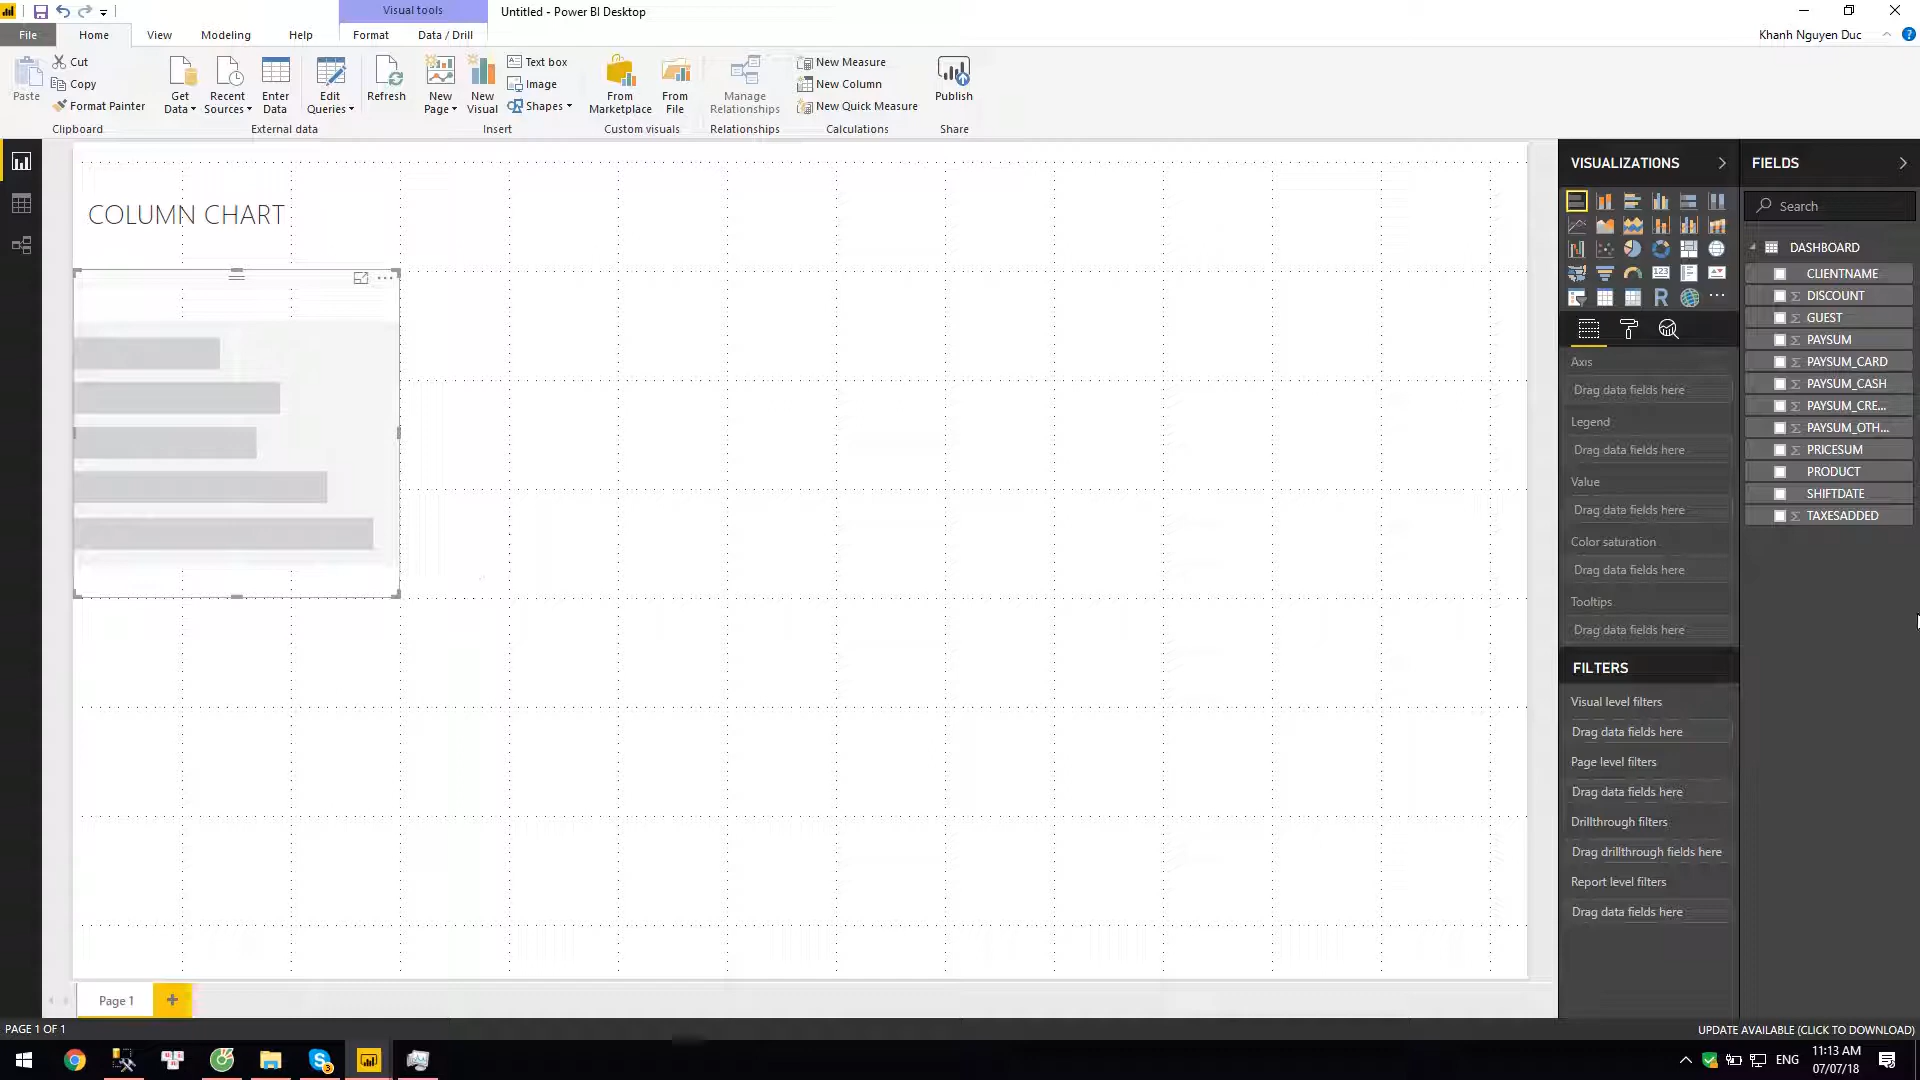 Visual tools
Untitled - Power BI Desktop
File
Home
View
Modeling
Help
Format
Data / Drill
Khanh Nguyen Duc
Paste
Cut
Copy
Format Painter
Clipboard
Get Data
Recent Sources
Enter Data
Edit Queries
External data
Refresh
New Page
New Visual
Text box
Image
Shapes
Insert
From Marketplace
From File
Custom visuals
Manage Relationships
Relationships
New Measure
New Column
New Quick Measure
Calculations
Publish
Share
COLUMN CHART
VISUALIZATIONS
123
R
Axis
Drag data fields here
Legend
Drag data fields here
Value
Drag data fields here
Color saturation
Drag data fields here
Tooltips
Drag data fields here
FILTERS
Visual level filters
Drag data fields here
Page level filters
Drag data fields here
Drillthrough filters
Drag drillthrough fields here
Report level filters
Drag data fields here
FIELDS
Search
DASHBOARD
CLIENTNAME
Σ DISCOUNT
Σ GUEST
Σ PAYSUM
Σ PAYSUM_CARD
Σ PAYSUM_CASH
Σ PAYSUM_CRE...
Σ PAYSUM_OTH...
Σ PRICESUM
PRODUCT
SHIFTDATE
Σ TAXESADDED
Page 1
PAGE 1 OF 1
UPDATE AVAILABLE (CLICK TO DOWNLOAD)
3
ENG
11:13 AM
07/07/18